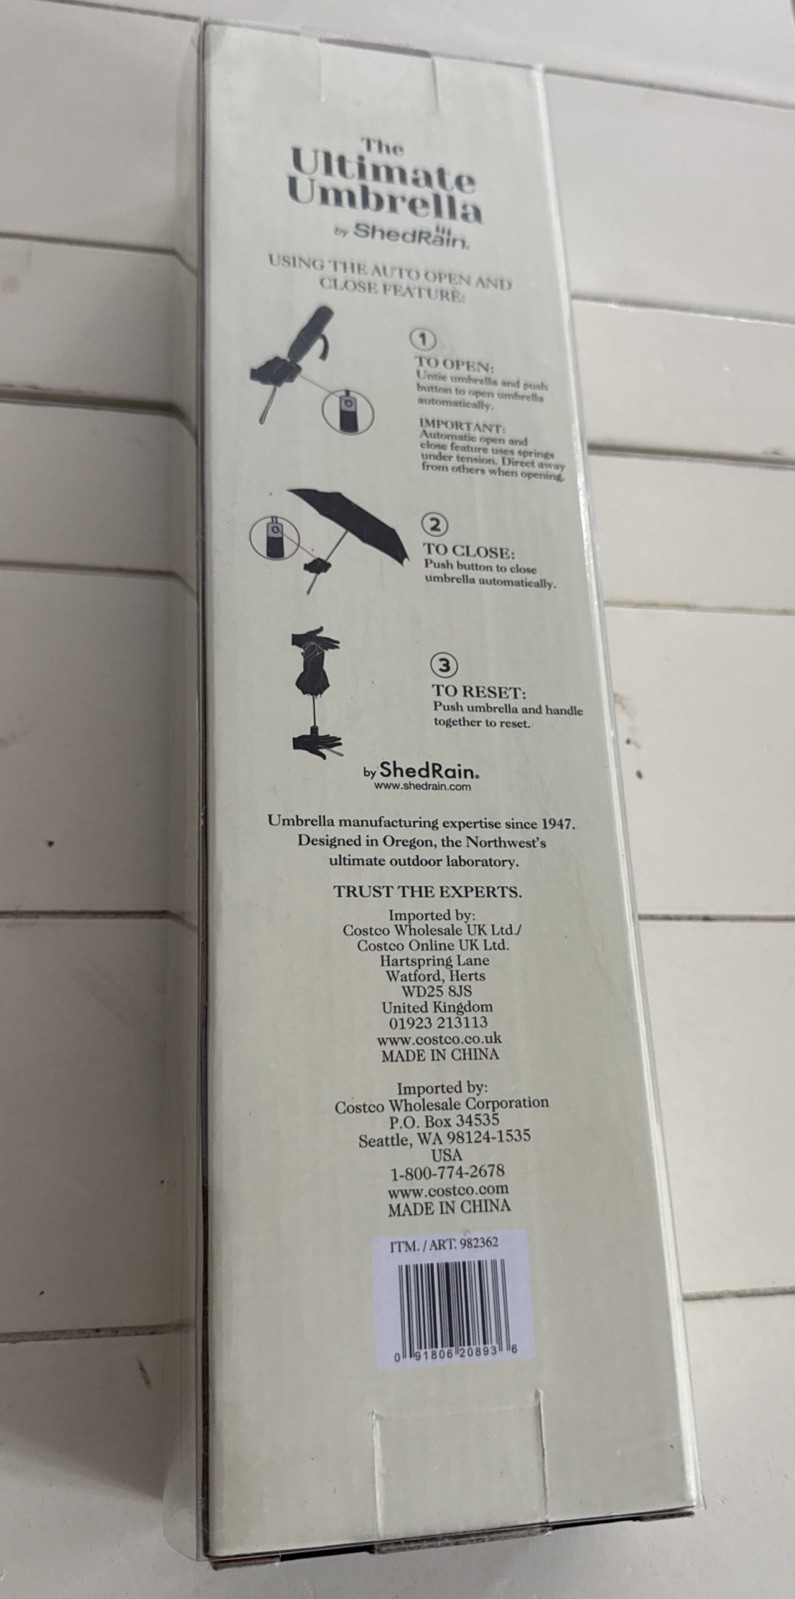 The
Ultimate
Umbrella
by ShedRain®
USING THE AUTO OPEN AND
CLOSE FEATURE:
1
TO OPEN:
Untie umbrella and push
button to open umbrella
automatically.
IMPORTANT:
Automatic open and
close feature uses springs
under tension. Direct away
from others when opening.
2
TO CLOSE:
Push button to close
umbrella automatically.
3
TO RESET:
Push umbrella and handle
together to reset.
by ShedRain®
www.shedrain.com
Umbrella manufacturing expertise since 1947.
Designed in Oregon, the Northwest's
ultimate outdoor laboratory.
TRUST THE EXPERTS.
Imported by:
Costco Wholesale UK Ltd./
Costco Online UK Ltd.
Hartspring Lane
Watford, Herts
WD25 8JS
United Kingdom
01923 213113
www.costco.co.uk
MADE IN CHINA
Imported by:
Costco Wholesale Corporation
P.O. Box 34535
Seattle, WA 98124-1535
USA
1-800-774-2678
www.costco.com
MADE IN CHINA
ITM. / ART. 982362
0 91806 20893 6